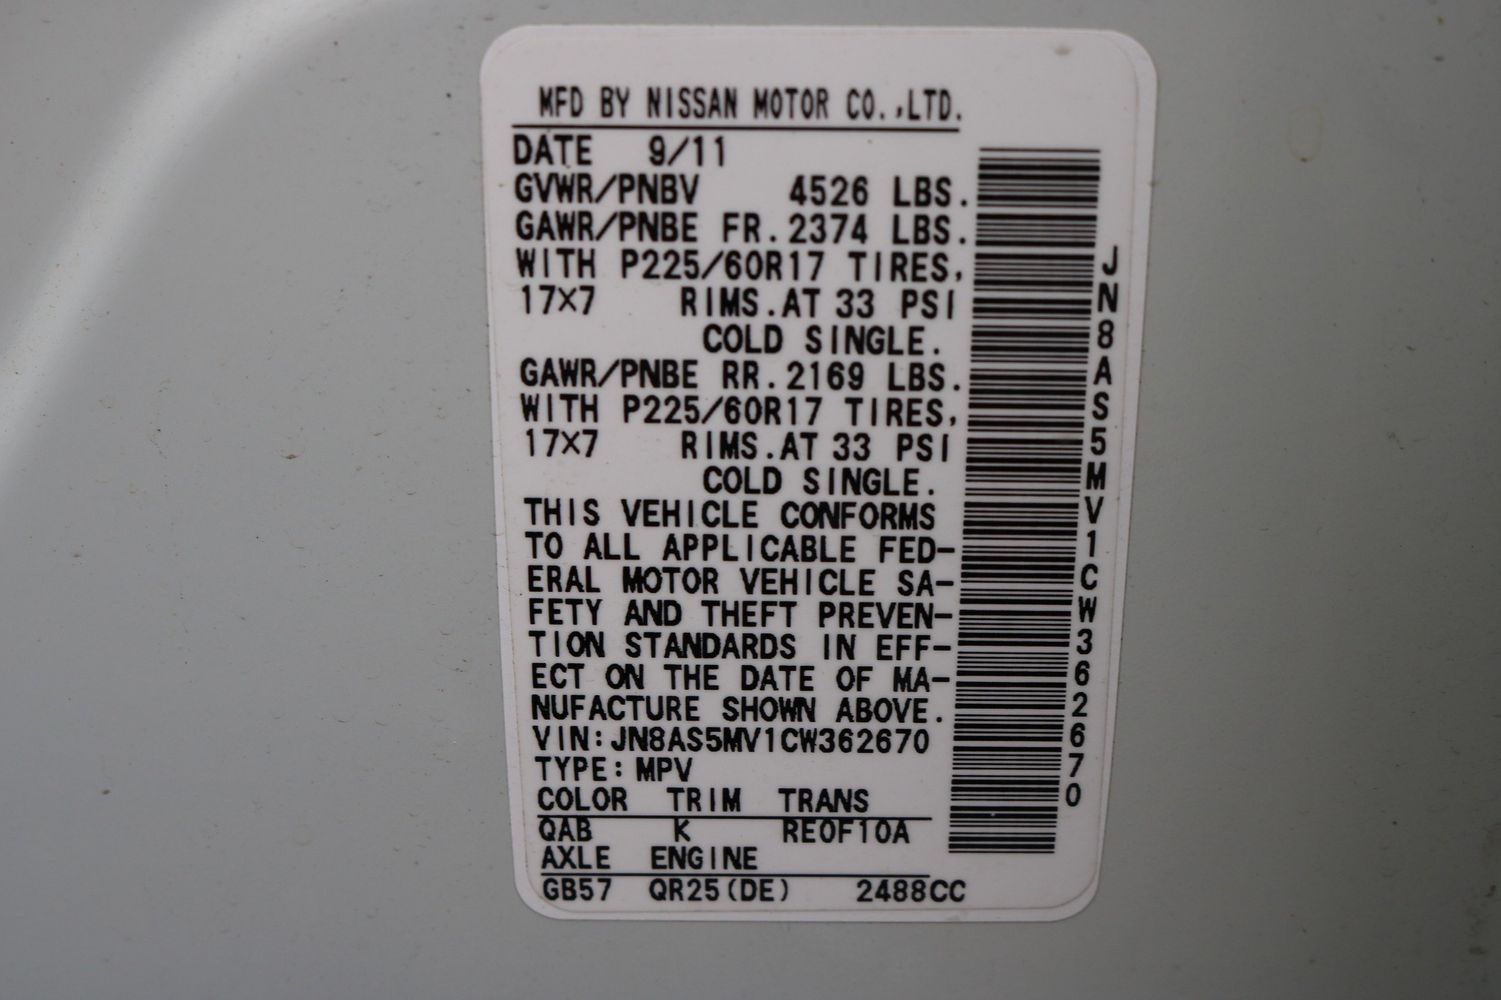 MFD BY NISSAN MOTOR CO.,LTD.
DATE 9/11
GVWR/PNBV 4526 LBS.
GAWR/PNBE FR.2374 LBS.
WITH P225/60R17 TIRES,
17×7 RIMS.AT 33 PSI
COLD SINGLE.
GAWR/PNBE RR.2169 LBS.
WITH P225/60R17 TIRES,
17×7 RIMS.AT 33 PSI
COLD SINGLE.
THIS VEHICLE CONFORMS
TO ALL APPLICABLE FED-
ERAL MOTOR VEHICLE SA-
FETY AND THEFT PREVEN-
TION STANDARDS IN EFF-
ECT ON THE DATE OF MA-
NUFACTURE SHOWN ABOVE.
VIN:JN8AS5MV1CW362670
TYPE:MPV
COLOR TRIM TRANS
QAB K RE0F10A
AXLE ENGINE
GB57 QR25(DE) 2488CC
JN8AS5MV1CW362670